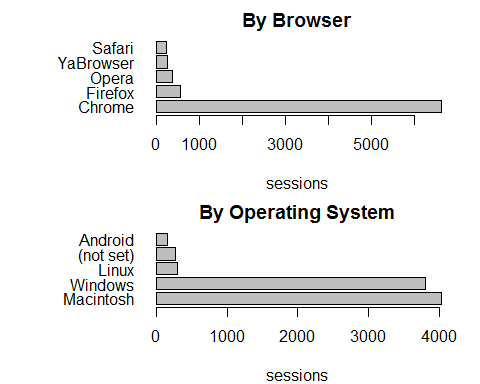 By Browser
Safari
YaBrowser
Opera
Firefox
Chrome
0 1000 3000 5000
sessions
By Operating System
Android
(not set)
Linux
Windows
Macintosh
0 1000 2000 3000 4000
sessions